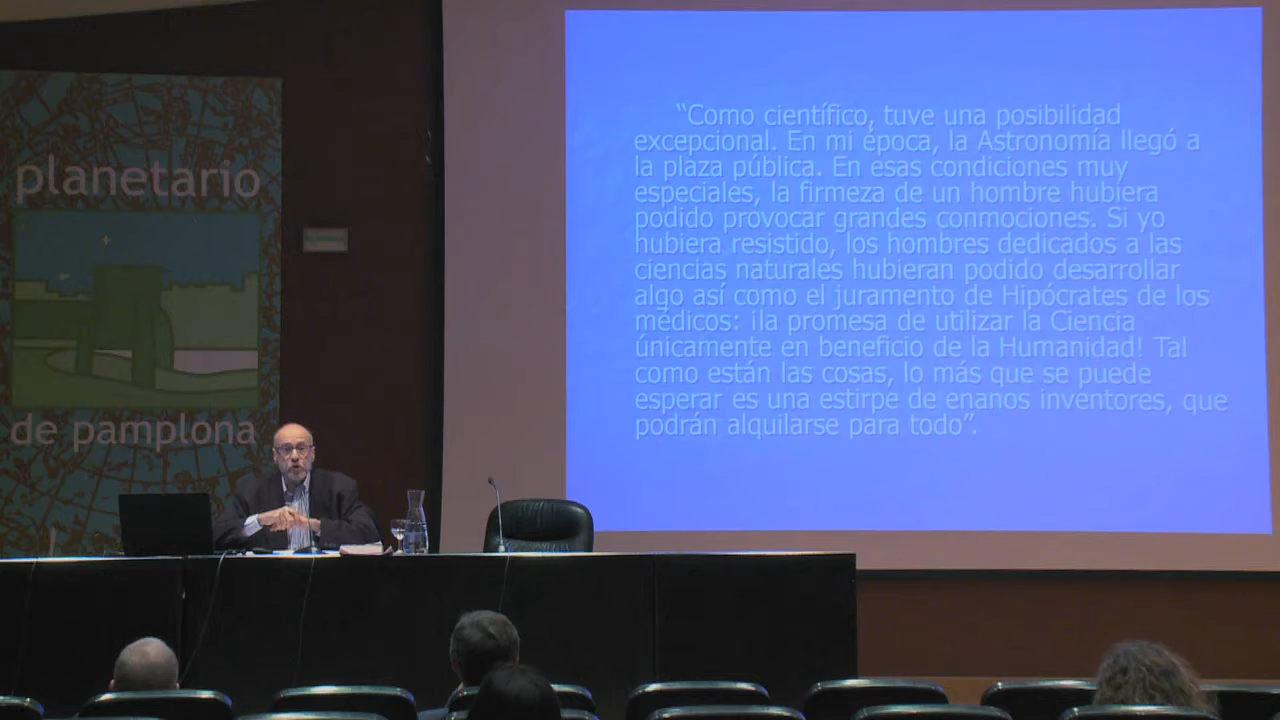 planetario
de pamplona
“Como científico, tuve una posibilidad
excepcional. En mi época, la Astronomía llegó a
la plaza pública. En esas condiciones muy
especiales, la firmeza de un hombre hubiera
podido provocar grandes conmociones. Si yo
hubiera resistido, los hombres dedicados a las
ciencias naturales hubieran podido desarrollar
algo así como el juramento de Hipócrates de los
médicos: ¡la promesa de utilizar la Ciencia
únicamente en beneficio de la Humanidad! Tal
como están las cosas, lo más que se puede
esperar es una estirpe de enanos inventores, que
podrán alquilarse para todo”.